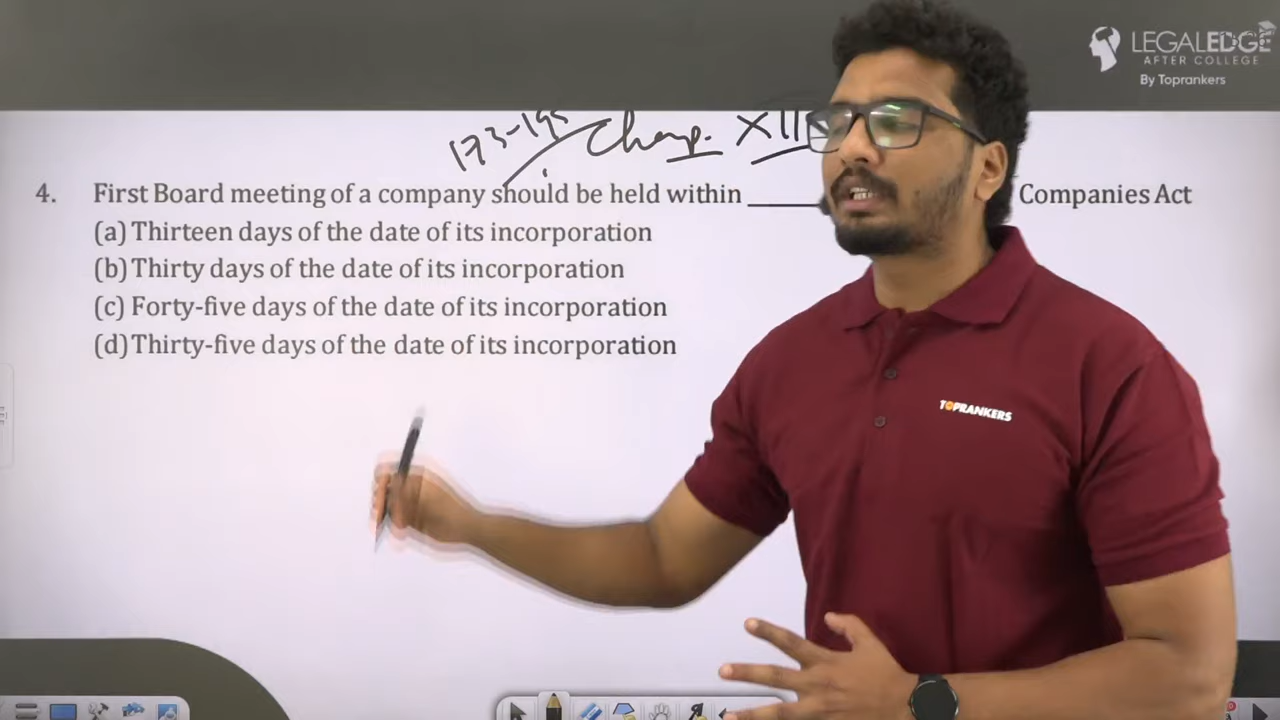 LEGALEDGE
AFTER COLLEGE
By Toprankers
173-195 Chap. XII
4. First Board meeting of a company should be held within ______ Companies Act
(a) Thirteen days of the date of its incorporation
(b) Thirty days of the date of its incorporation
(c) Forty-five days of the date of its incorporation
(d) Thirty-five days of the date of its incorporation
TOPRANKERS